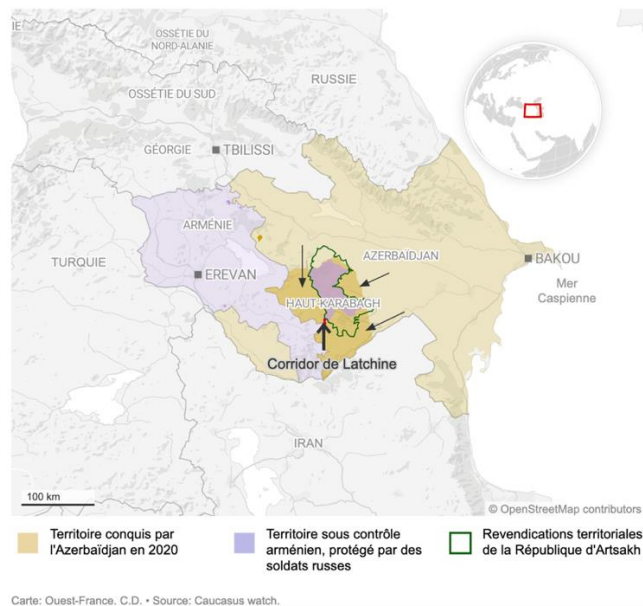 IE
OSSÉTIE DU
NORD-ALANIE
RUSSIE
OSSÉTIE DU SUD
GÉORGIE
TBILISSI
ARMÉNIE
AZERBAÏDJAN
BAKOU
TURQUIE
EREVAN
HAUT-KARABAGH
Mer
Caspienne
Corridor de Latchine
IRAN
100 km
© OpenStreetMap contributors
Territoire conquis par
l'Azerbaïdjan en 2020
Territoire sous contrôle
arménien, protégé par des
soldats russes
Revendications territoriales
de la République d'Artsakh
Carte: Ouest-France. C.D. • Source: Caucasus watch.